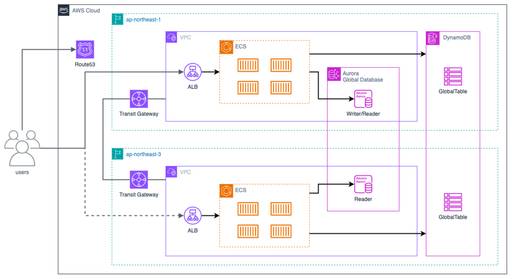 AWS Cloud
ap-northeast-1
VPC
DynamoDB
ECS
Route53
Aurora
Global Database
ALB
GlobalTable
Transit Gateway
Writer/Reader
users
ap-northeast-3
VPC
Transit Gateway
ECS
Reader
GlobalTable
ALB